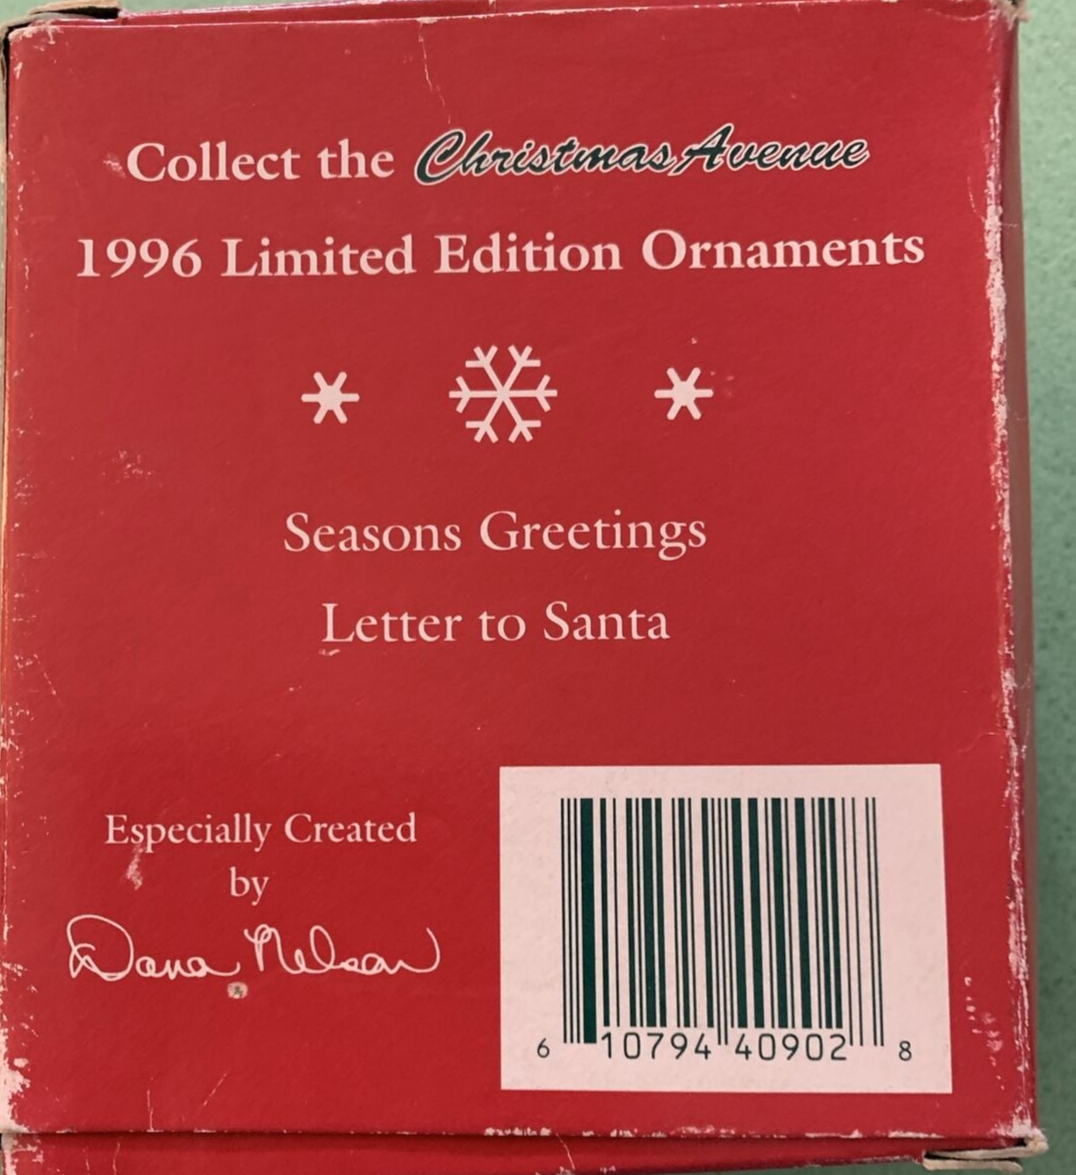 Collect the Christmas Avenue
1996 Limited Edition Ornaments
Seasons Greetings
Letter to Santa
Especially Created
by
Dana Nelson
6 10794 40902 8